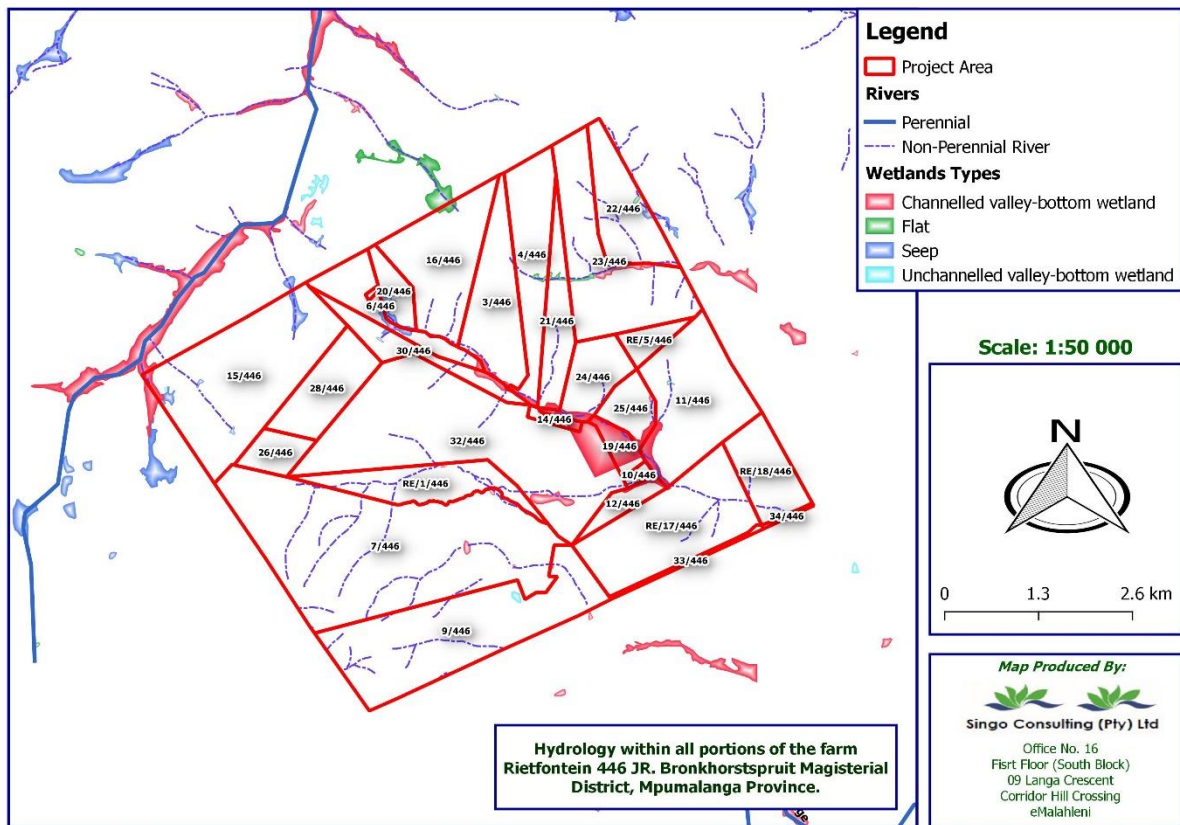 Legend
Project Area
Rivers
Perennial
Non-Perennial River
Wetlands Types
Channelled valley-bottom wetland
Flat
Seep
Unchannelled valley-bottom wetland
22/446
4/446
16/446
23/446
20/446
6/446
3/446
21/446
RE/5/446
30/446
15/446
28/446
24/446
11/446
25/446
14/446
32/446
19/446
26/446
10/446
RE/18/446
RE/1/446
12/446
34/446
RE/17/446
7/446
33/446
9/446
Scale: 1:50 000
N
0 1.3 2.6 km
Hydrology within all portions of the farm
Rietfontein 446 JR. Bronkhorstspruit Magisterial
District, Mpumalanga Province.
Map Produced By:
Singo Consulting (Pty) Ltd
Office No. 16
Fisrt Floor (South Block)
09 Langa Crescent
Corridor Hill Crossing
eMalahleni